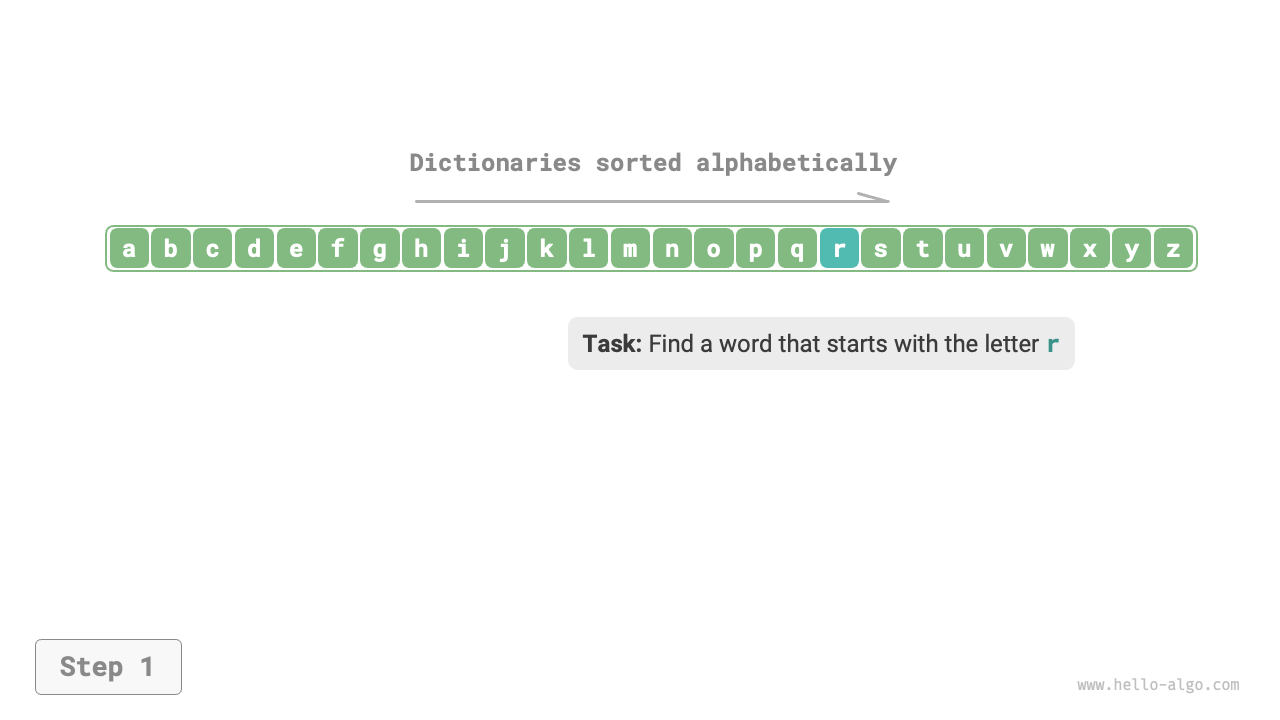 Dictionaries sorted alphabetically
a b c d e f g h i j k l m n o p q r s t u v w x y z
Task: Find a word that starts with the letter r
Step 1
www.hello-algo.com